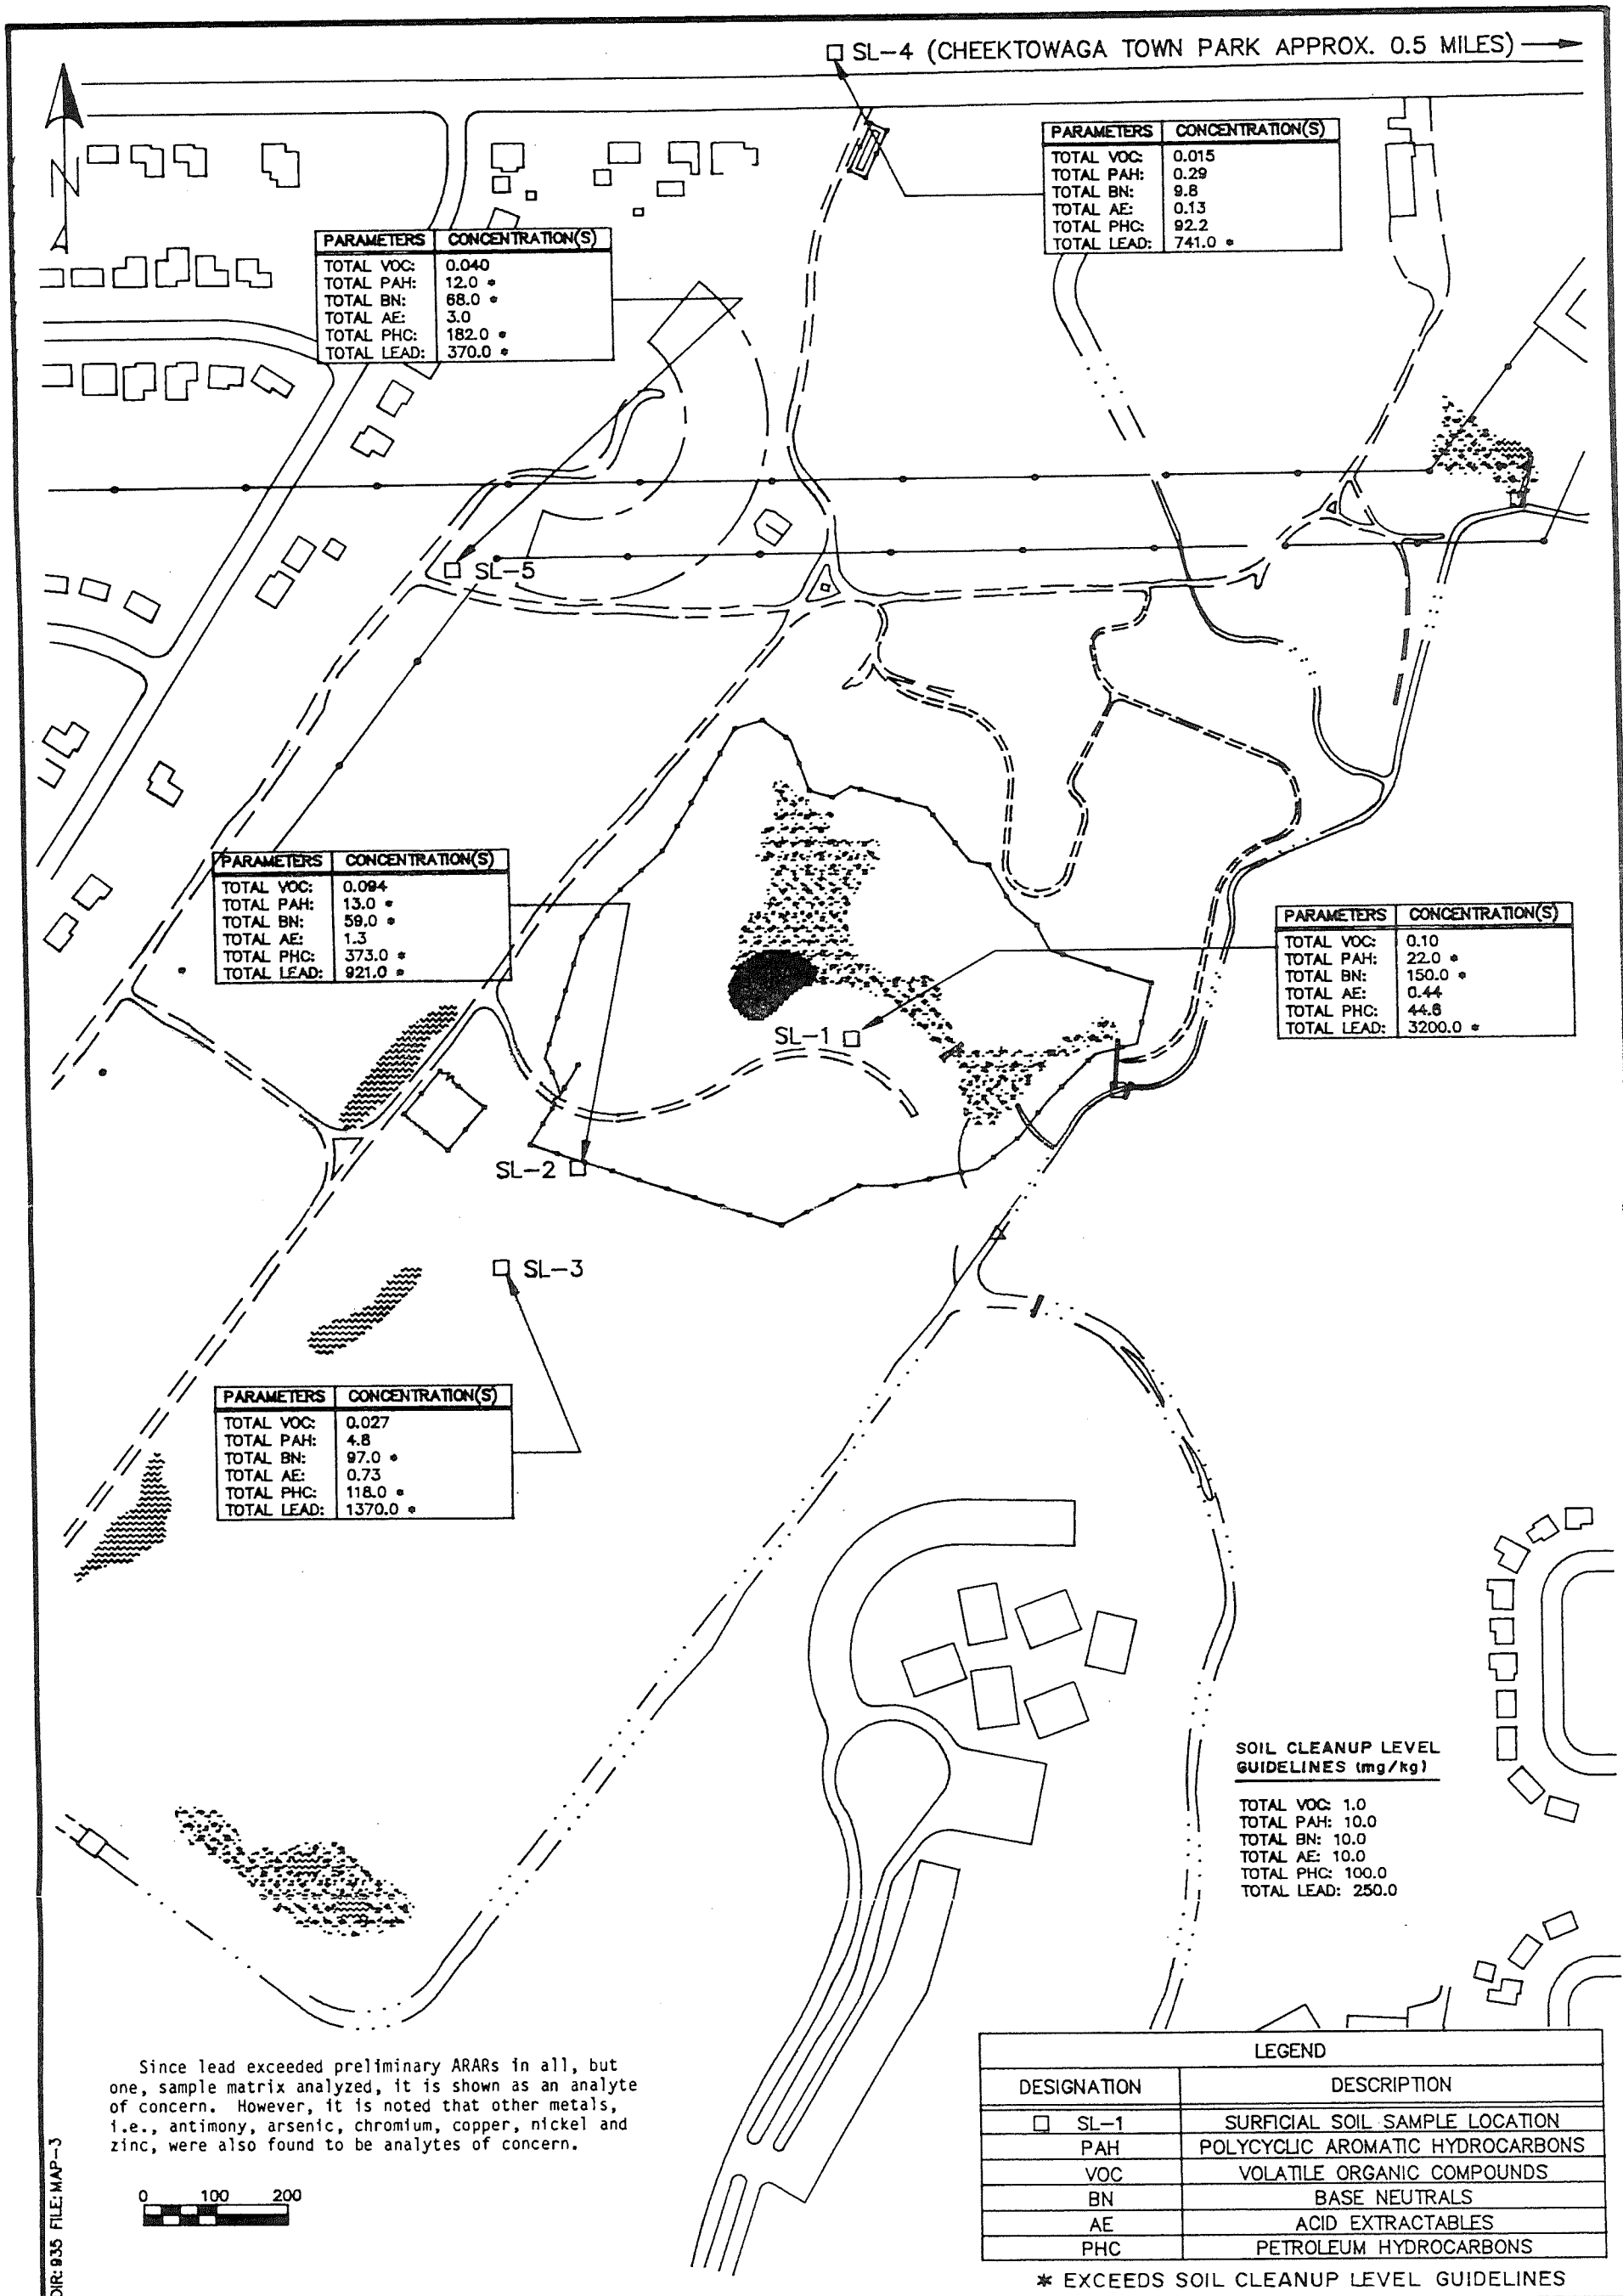 □ SL-4 (CHEEKTOWAGA TOWN PARK APPROX. 0.5 MILES)
N
PARAMETERS CONCENTRATION(S)
TOTAL VOC: 0.015
TOTAL PAH: 0.29
TOTAL BN: 9.8
TOTAL AE: 0.13
TOTAL PHC: 92.2
TOTAL LEAD: 741.0 *
PARAMETERS CONCENTRATION(S)
TOTAL VOC: 0.040
TOTAL PAH: 12.0 *
TOTAL BN: 68.0 *
TOTAL AE: 3.0
TOTAL PHC: 182.0 *
TOTAL LEAD: 370.0 *
□ SL-5
PARAMETERS CONCENTRATION(S)
TOTAL VOC: 0.094
TOTAL PAH: 13.0 *
TOTAL BN: 59.0 *
TOTAL AE: 1.3
TOTAL PHC: 373.0 *
TOTAL LEAD: 921.0 *
PARAMETERS CONCENTRATION(S)
TOTAL VOC: 0.10
TOTAL PAH: 22.0 *
TOTAL BN: 150.0 *
TOTAL AE: 0.44
TOTAL PHC: 44.6
TOTAL LEAD: 3200.0 *
SL-1 □
SL-2 □
□ SL-3
PARAMETERS CONCENTRATION(S)
TOTAL VOC: 0.027
TOTAL PAH: 4.8
TOTAL BN: 97.0 *
TOTAL AE: 0.73
TOTAL PHC: 118.0 *
TOTAL LEAD: 1370.0 *
SOIL CLEANUP LEVEL
GUIDELINES (mg/kg)
TOTAL VOC: 1.0
TOTAL PAH: 10.0
TOTAL BN: 10.0
TOTAL AE: 10.0
TOTAL PHC: 100.0
TOTAL LEAD: 250.0
Since lead exceeded preliminary ARARs in all, but
one, sample matrix analyzed, it is shown as an analyte
of concern. However, it is noted that other metals,
i.e., antimony, arsenic, chromium, copper, nickel and
zinc, were also found to be analytes of concern.
0 100 200
DIR: 935 FILE: MAP-3
LEGEND
DESIGNATION DESCRIPTION
□ SL-1 SURFICIAL SOIL SAMPLE LOCATION
PAH POLYCYCLIC AROMATIC HYDROCARBONS
VOC VOLATILE ORGANIC COMPOUNDS
BN BASE NEUTRALS
AE ACID EXTRACTABLES
PHC PETROLEUM HYDROCARBONS
* EXCEEDS SOIL CLEANUP LEVEL GUIDELINES